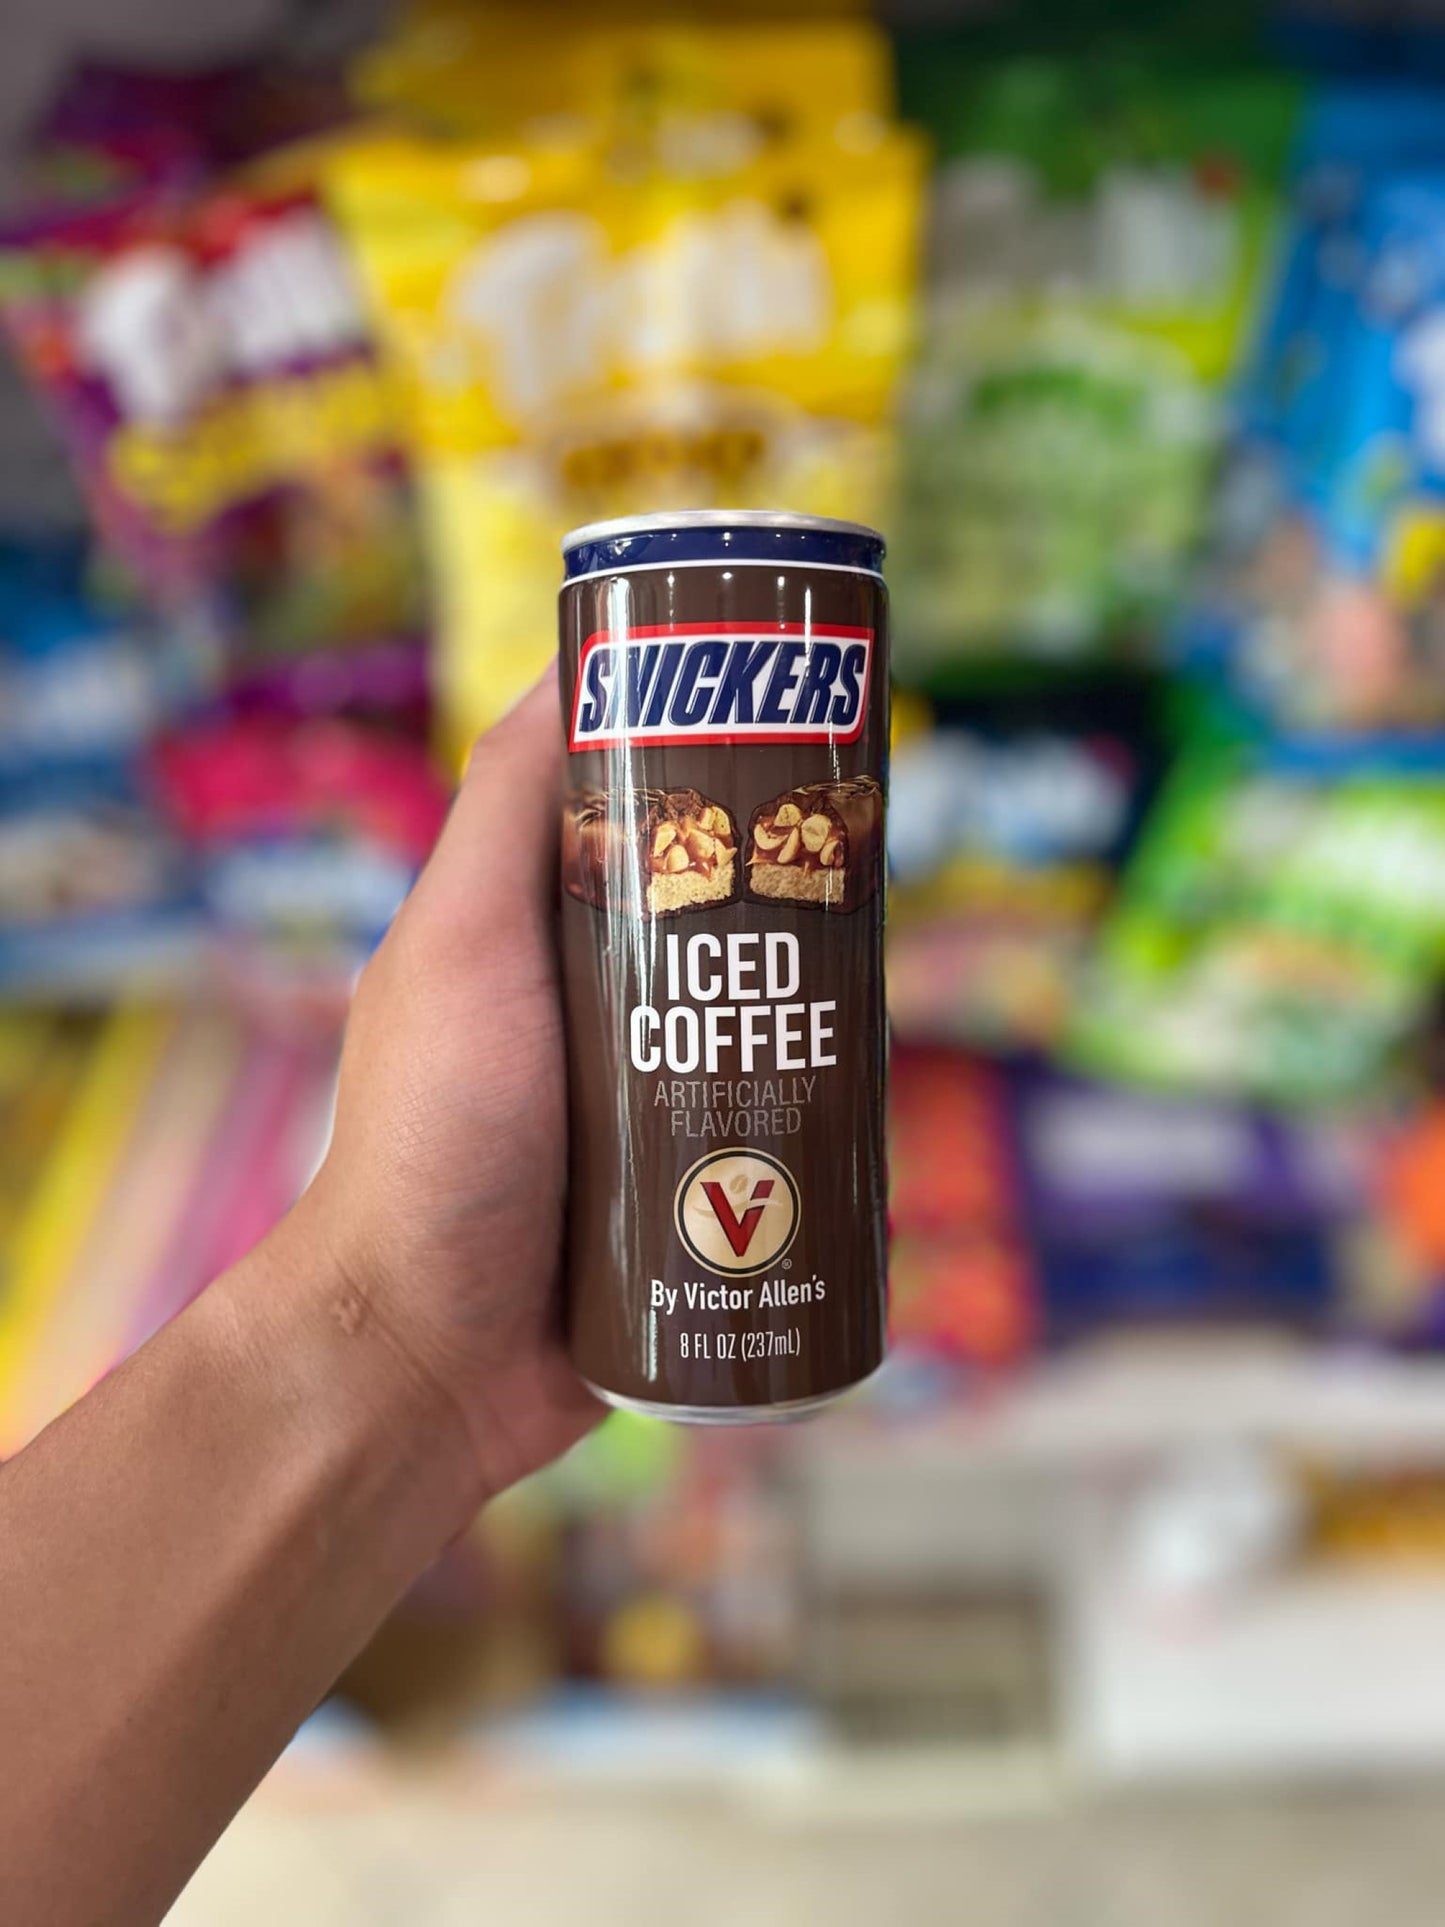 SNICKERS
ICED
COFFEE
ARTIFICIALLY
FLAVORED
V
®
By Victor Allen's
8 FL OZ (237mL)